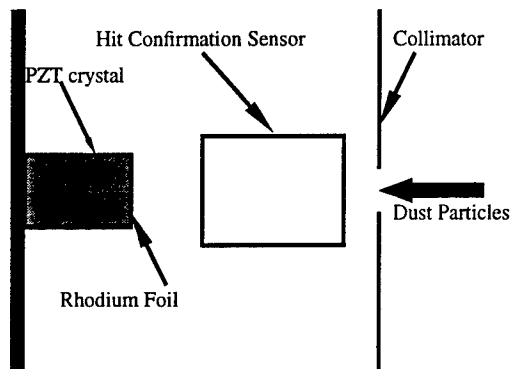 Hit Confirmation Sensor
Collimator
PZT crystal
Dust Particles
Rhodium Foil